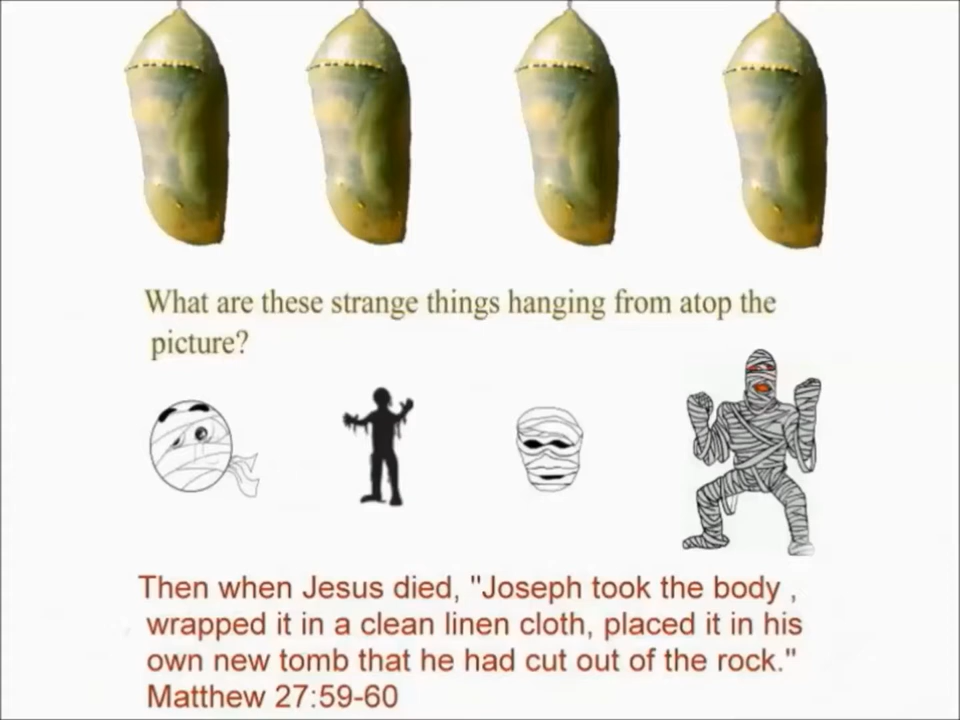 What are these strange things hanging from atop the
picture?
Then when Jesus died, "Joseph took the body ,
wrapped it in a clean linen cloth, placed it in his
own new tomb that he had cut out of the rock."
Matthew 27:59-60